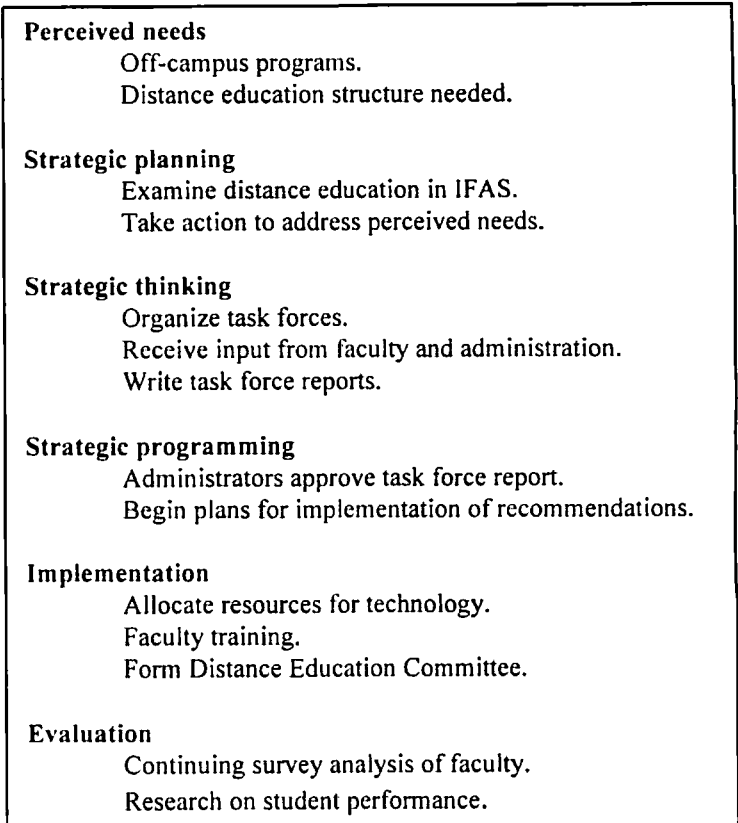 Perceived needs
Off-campus programs.
Distance education structure needed.
Strategic planning
Examine distance education in IFAS.
Take action to address perceived needs.
Strategic thinking
Organize task forces.
Receive input from faculty and administration.
Write task force reports.
Strategic programming
Administrators approve task force report.
Begin plans for implementation of recommendations.
Implementation
Allocate resources for technology.
Faculty training.
Form Distance Education Committee.
Evaluation
Continuing survey analysis of faculty.
Research on student performance.